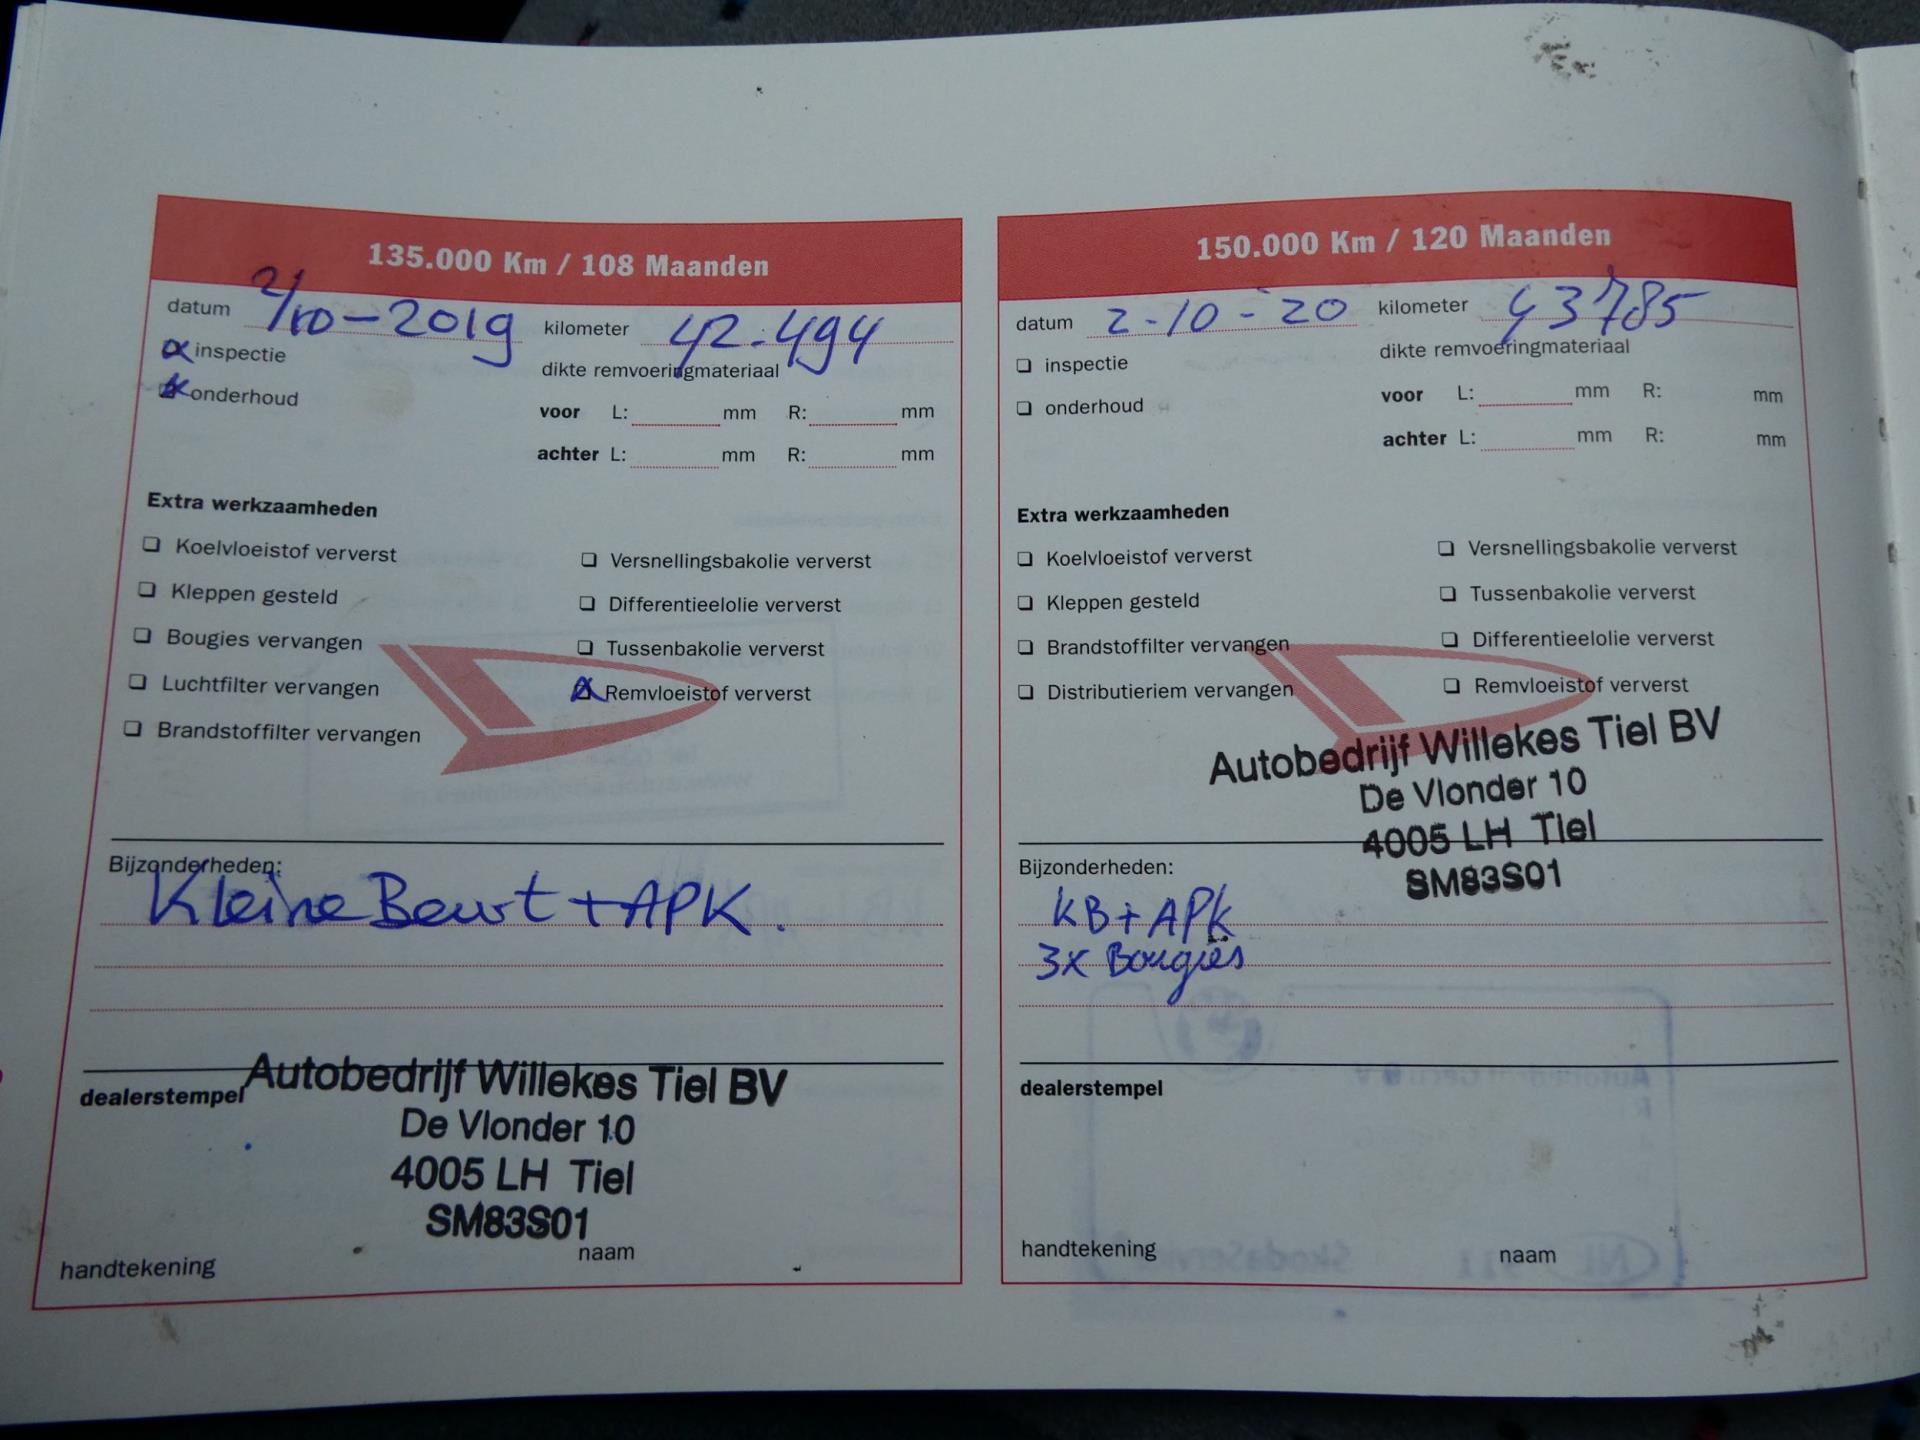 135.000 Km / 108 Maanden
datum 2/10-2019 kilometer 42.494
inspectie
onderhoud
dikte remvoeringmateriaal
voor L: mm R: mm
achter L: mm R: mm
Extra werkzaamheden
Koelvloeistof ververst
Kleppen gesteld
Bougies vervangen
Luchtfilter vervangen
Brandstoffilter vervangen
Versnellingsbakolie ververst
Differentieelolie ververst
Tussenbakolie ververst
Remvloeistof ververst
Bijzonderheden:
Kleine Beurt + APK.
dealerstempel
Autobedrijf Willekes Tiel BV
De Vlonder 10
4005 LH Tiel
SM83S01
handtekening naam
150.000 Km / 120 Maanden
datum 2-10-'20 kilometer 43785
inspectie
onderhoud
dikte remvoeringmateriaal
voor L: mm R: mm
achter L: mm R: mm
Extra werkzaamheden
Koelvloeistof ververst
Kleppen gesteld
Brandstoffilter vervangen
Distributieriem vervangen
Versnellingsbakolie ververst
Tussenbakolie ververst
Differentieelolie ververst
Remvloeistof ververst
Autobedrijf Willekes Tiel BV
De Vlonder 10
4005 LH Tiel
SM83S01
Bijzonderheden:
KB + APK
3x Bougies
dealerstempel
handtekening naam